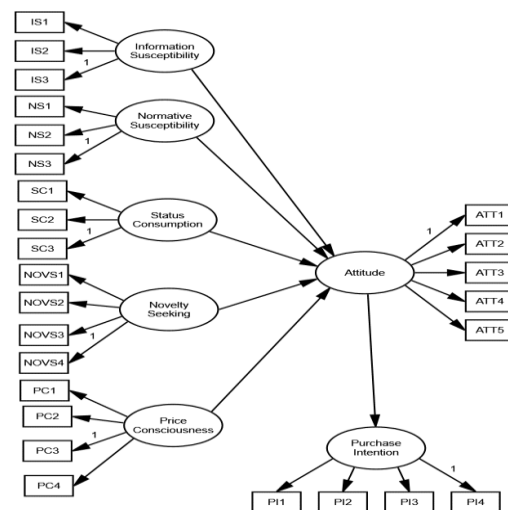 IS1
IS2
IS3
1
Information
Susceptibility
NS1
NS2
NS3
1
Normative
Susceptibility
SC1
SC2
SC3
1
Status
Consumption
NOVS1
NOVS2
NOVS3
NOVS4
1
Novelty
Seeking
PC1
PC2
PC3
PC4
1
Price
Consciousness
Attitude
1
ATT1
ATT2
ATT3
ATT4
ATT5
Purchase
Intention
1
PI1
PI2
PI3
PI4